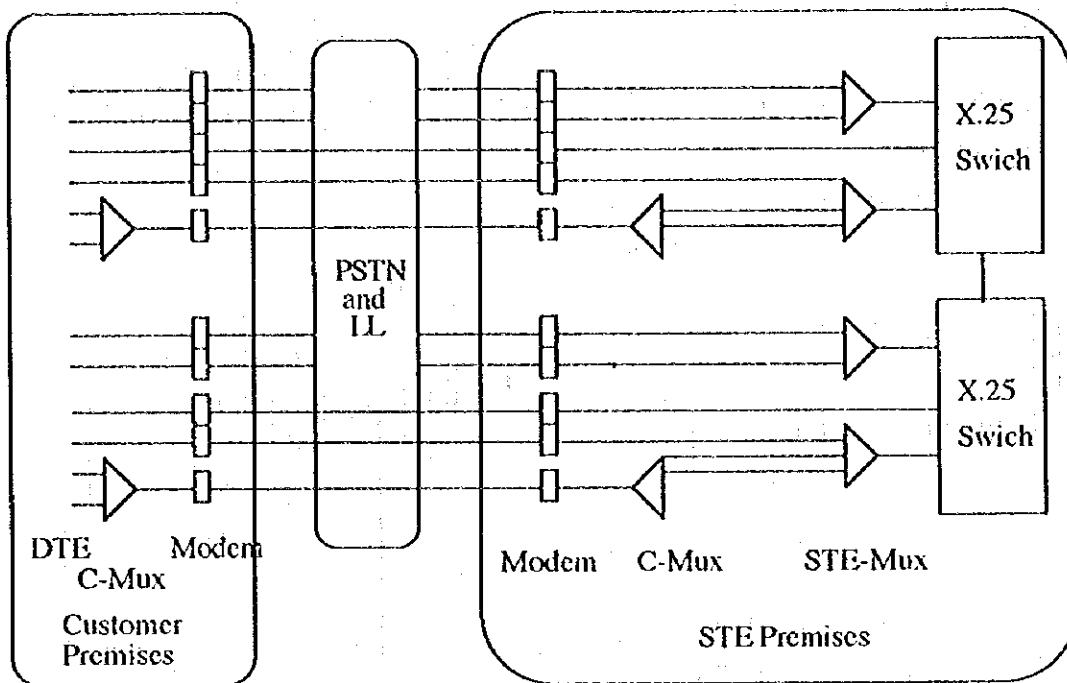 X.25
Swich
PSTN
and
LL
X.25
Swich
DTE
Modem
C-Mux
Customer
Premises
Modem
C-Mux
STE-Mux
STE Premises